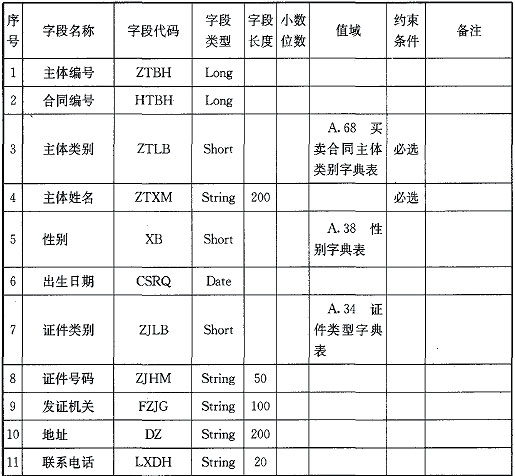 序号 字段名称 字段代码 字段类型 字段长度 小数位数 值域 约束条件 备注
1 主体编号 ZTBH Long
2 合同编号 HTBH Long
3 主体类别 ZTLB Short A.68 买卖合同主体类别字典表 必选
4 主体姓名 ZTXM String 200 必选
5 性别 XB Short A.38 性别字典表
6 出生日期 CSRQ Date
7 证件类别 ZJLB Short A.34 证件类型字典表
8 证件号码 ZJHM String 50
9 发证机关 FZJG String 100
10 地址 DZ String 200
11 联系电话 LXDH String 20